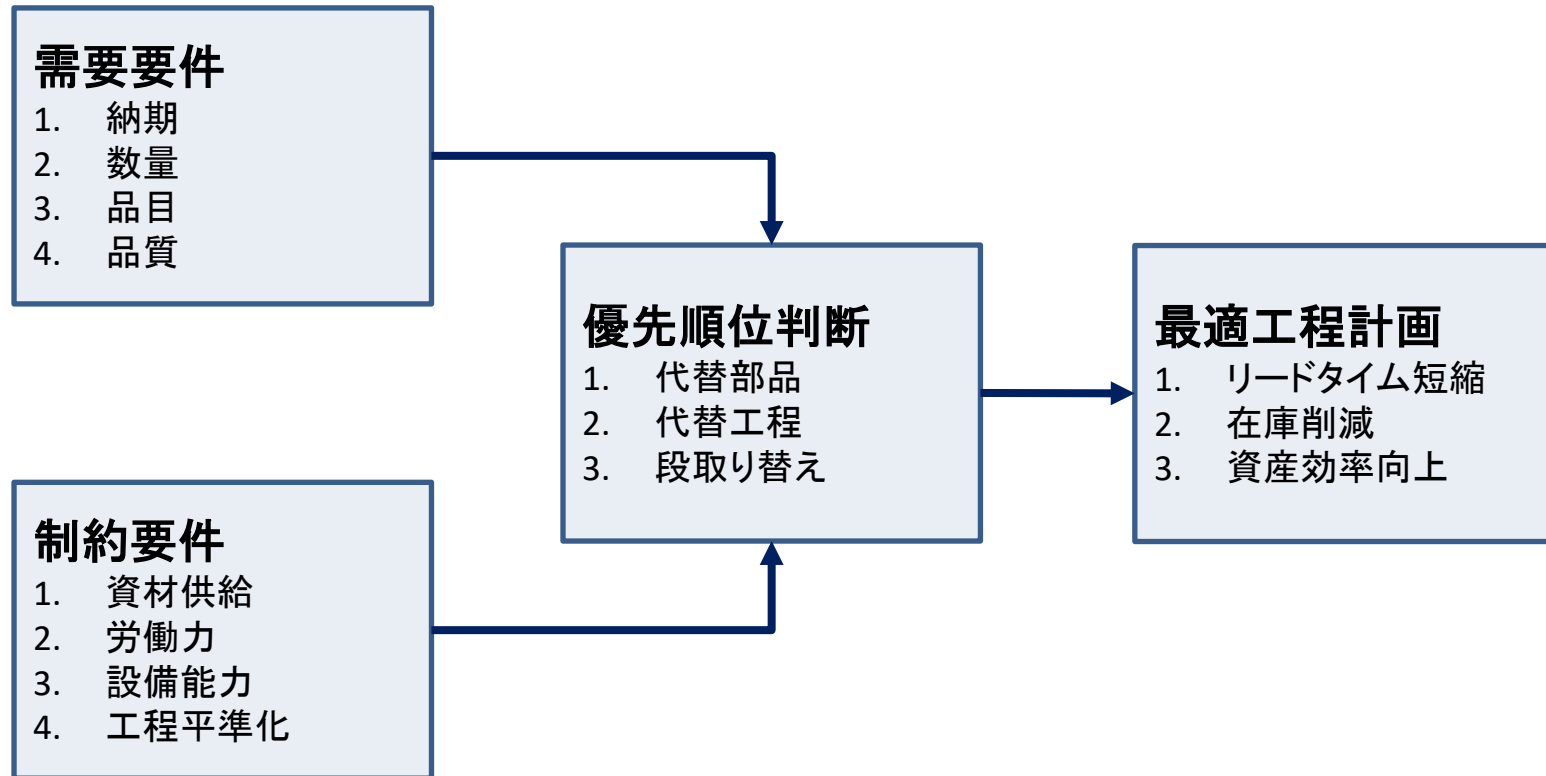 需要要件
1. 納期
2. 数量
3. 品目
4. 品質
優先順位判断
1. 代替部品
2. 代替工程
3. 段取り替え
最適工程計画
1. リードタイム短縮
2. 在庫削減
3. 資産効率向上
制約要件
1. 資材供給
2. 労働力
3. 設備能力
4. 工程平準化